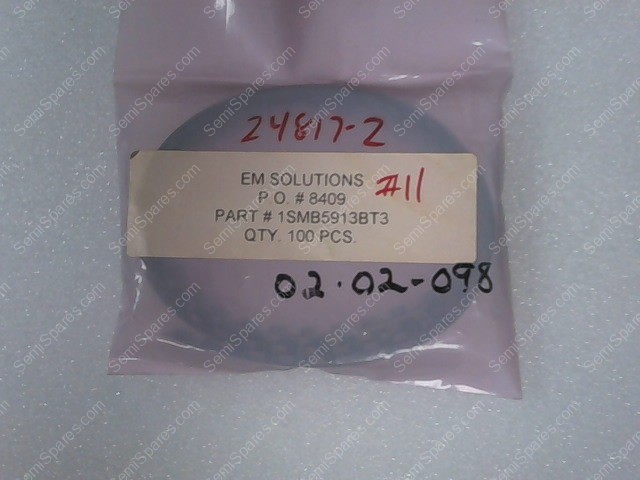 24817-2
EM SOLUTIONS #11
P.O. # 8409
PART # 1SMB5913BT3
QTY. 100 PCS.
02.02-098
SemiSpares.com